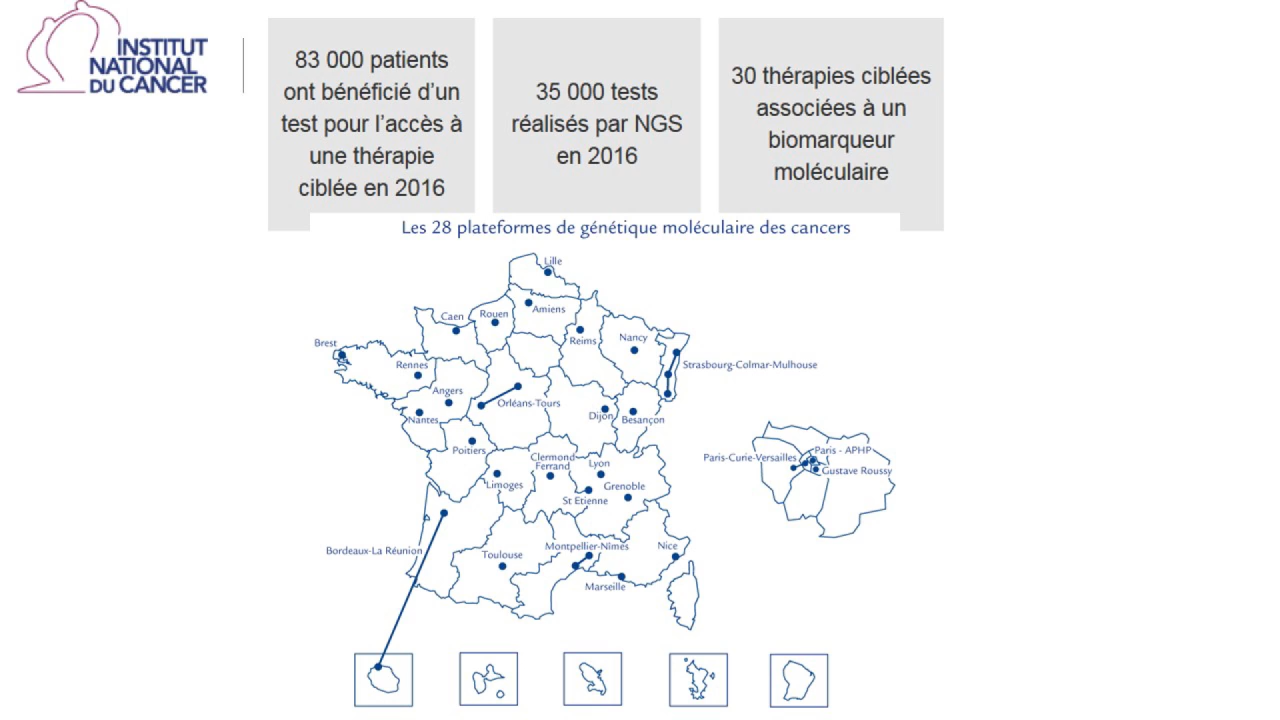 INSTITUT
NATIONAL
DU CANCER
83 000 patients
ont bénéficié d’un
test pour l’accès à
une thérapie
ciblée en 2016
35 000 tests
réalisés par NGS
en 2016
30 thérapies ciblées
associées à un
biomarqueur
moléculaire
Les 28 plateformes de génétique moléculaire des cancers
Lille
Amiens
Rouen
Caen
Reims
Nancy
Brest
Rennes
Strasbourg-Colmar-Mulhouse
Angers
Orléans-Tours
Nantes
Dijon
Besançon
Poitiers
Clermond
Ferrand
Lyon
Limoges
Grenoble
St Etienne
Paris - APHP
Paris-Curie-Versailles
Gustave Roussy
Bordeaux-La Réunion
Toulouse
Montpellier-Nîmes
Nice
Marseille